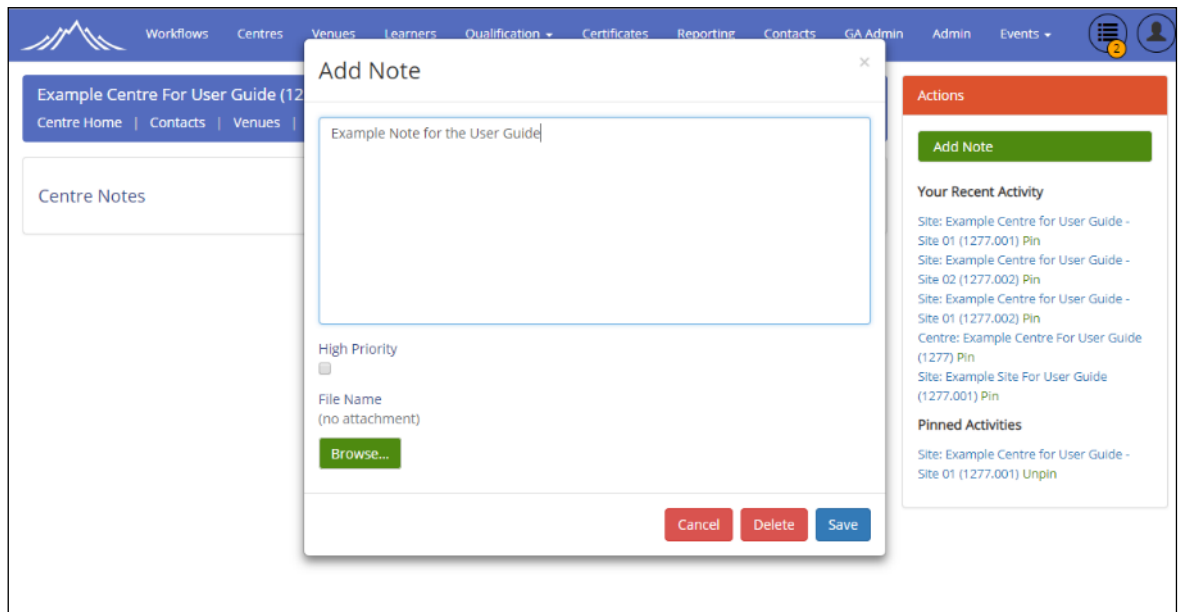 Workflows Centres Venues Learners Qualification Certificates Reporting Contacts GA Admin Admin Events
2
Example Centre For User Guide (12
Centre Home | Contacts | Venues |
Centre Notes
Add Note
×
Example Note for the User Guide
High Priority
File Name
(no attachment)
Browse...
Cancel Delete Save
Actions
Add Note
Your Recent Activity
Site: Example Centre for User Guide -
Site 01 (1277.001) Pin
Site: Example Centre for User Guide -
Site 02 (1277.002) Pin
Site: Example Centre for User Guide -
Site 01 (1277.002) Pin
Centre: Example Centre For User Guide
(1277) Pin
Site: Example Site For User Guide
(1277.001) Pin
Pinned Activities
Site: Example Centre for User Guide -
Site 01 (1277.001) Unpin